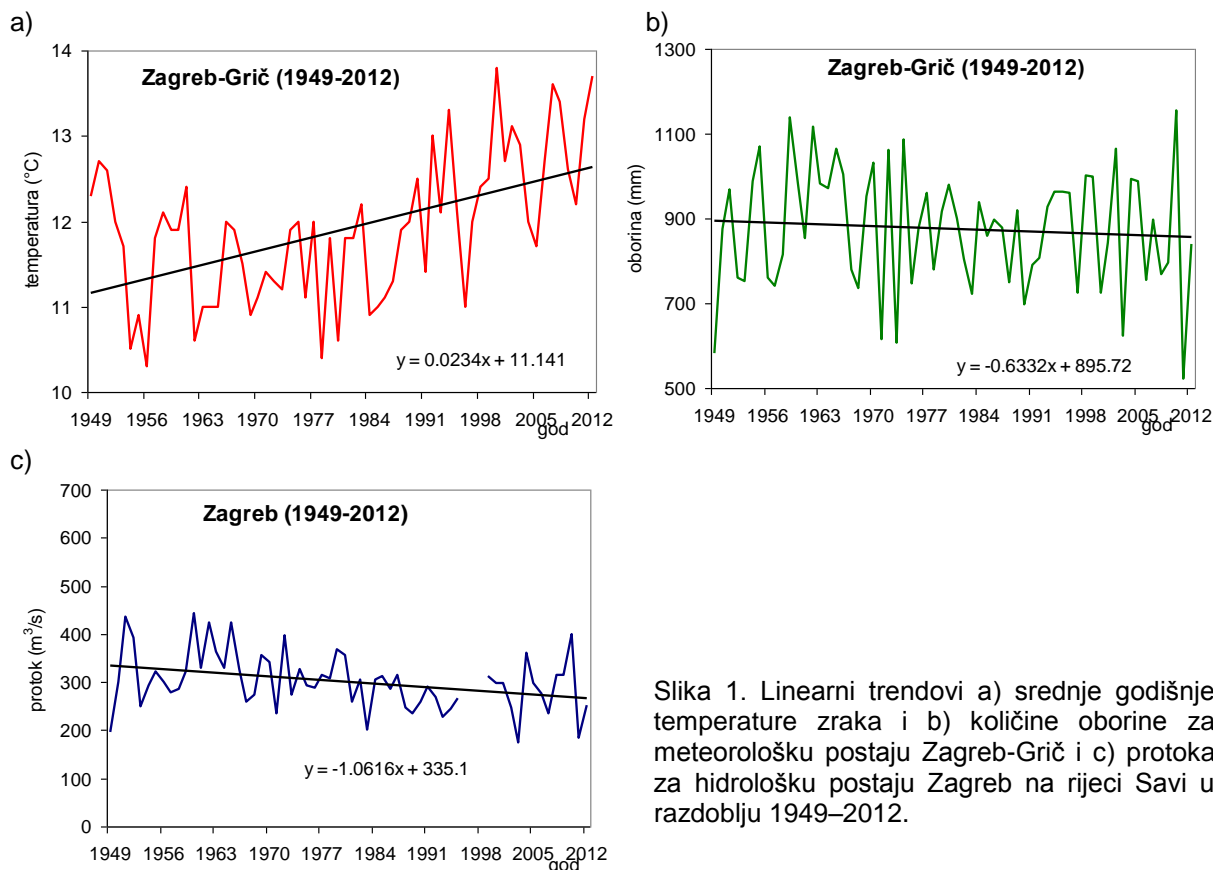 a)
Zagreb-Grič (1949-2012)
temperatura (°C)
14
13
12
11
10
y = 0.0234x + 11.141
1949 1956 1963 1970 1977 1984 1991 1998 2005 2012
god
b)
Zagreb-Grič (1949-2012)
oborina (mm)
1300
1100
900
700
500
y = -0.6332x + 895.72
1949 1956 1963 1970 1977 1984 1991 1998 2005 2012
god
c)
Zagreb (1949-2012)
protok (m³/s)
700
600
500
400
300
200
100
0
y = -1.0616x + 335.1
1949 1956 1963 1970 1977 1984 1991 1998 2005 2012
god
Slika 1. Linearni trendovi a) srednje godišnje
temperature zraka i b) količine oborine za
meteorološku postaju Zagreb-Grič i c) protoka
za hidrološku postaju Zagreb na rijeci Savi u
razdoblju 1949–2012.